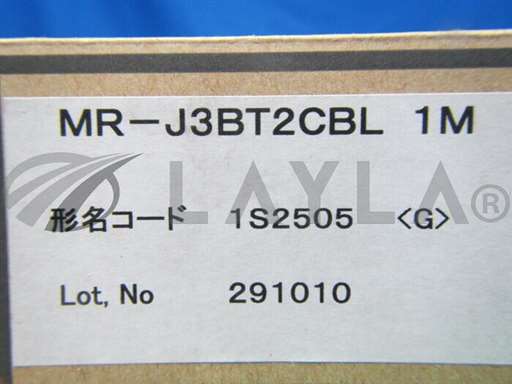 MR-J3BT2CBL 1M
LAYLA®
形名コード 1S2505 <G>
Lot, No 291010